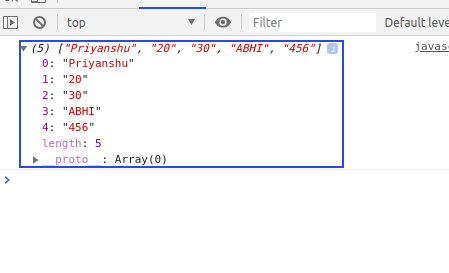 top ▼ Filter Default leve
▼(5) ["Priyanshu", "20", "30", "ABHI", "456"] i javasc
0: "Priyanshu"
1: "20"
2: "30"
3: "ABHI"
4: "456"
length: 5
▶__proto__: Array(0)
>